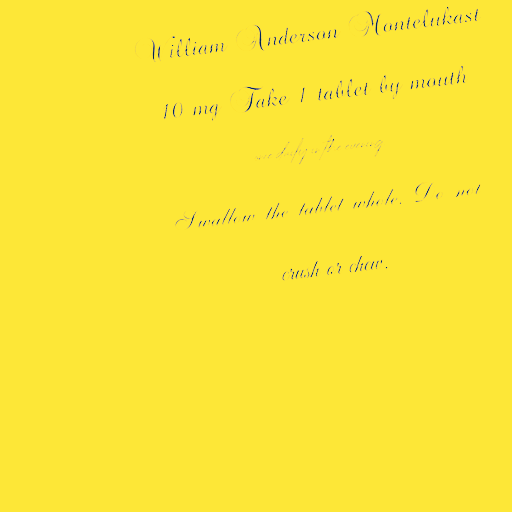 William Anderson Montelukast
10 mg Take 1 tablet by mouth
Swallow the tablet whole. Do not
crush or chew.